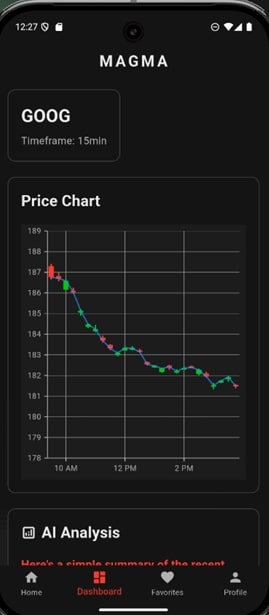 12:27
MAGMA
GOOG
Timeframe: 15min
Price Chart
189
188
187
186
185
184
183
182
181
180
179
178
10 AM 12 PM 2 PM
AI Analysis
Here's a simple summary of the recent
Home Dashboard Favorites Profile